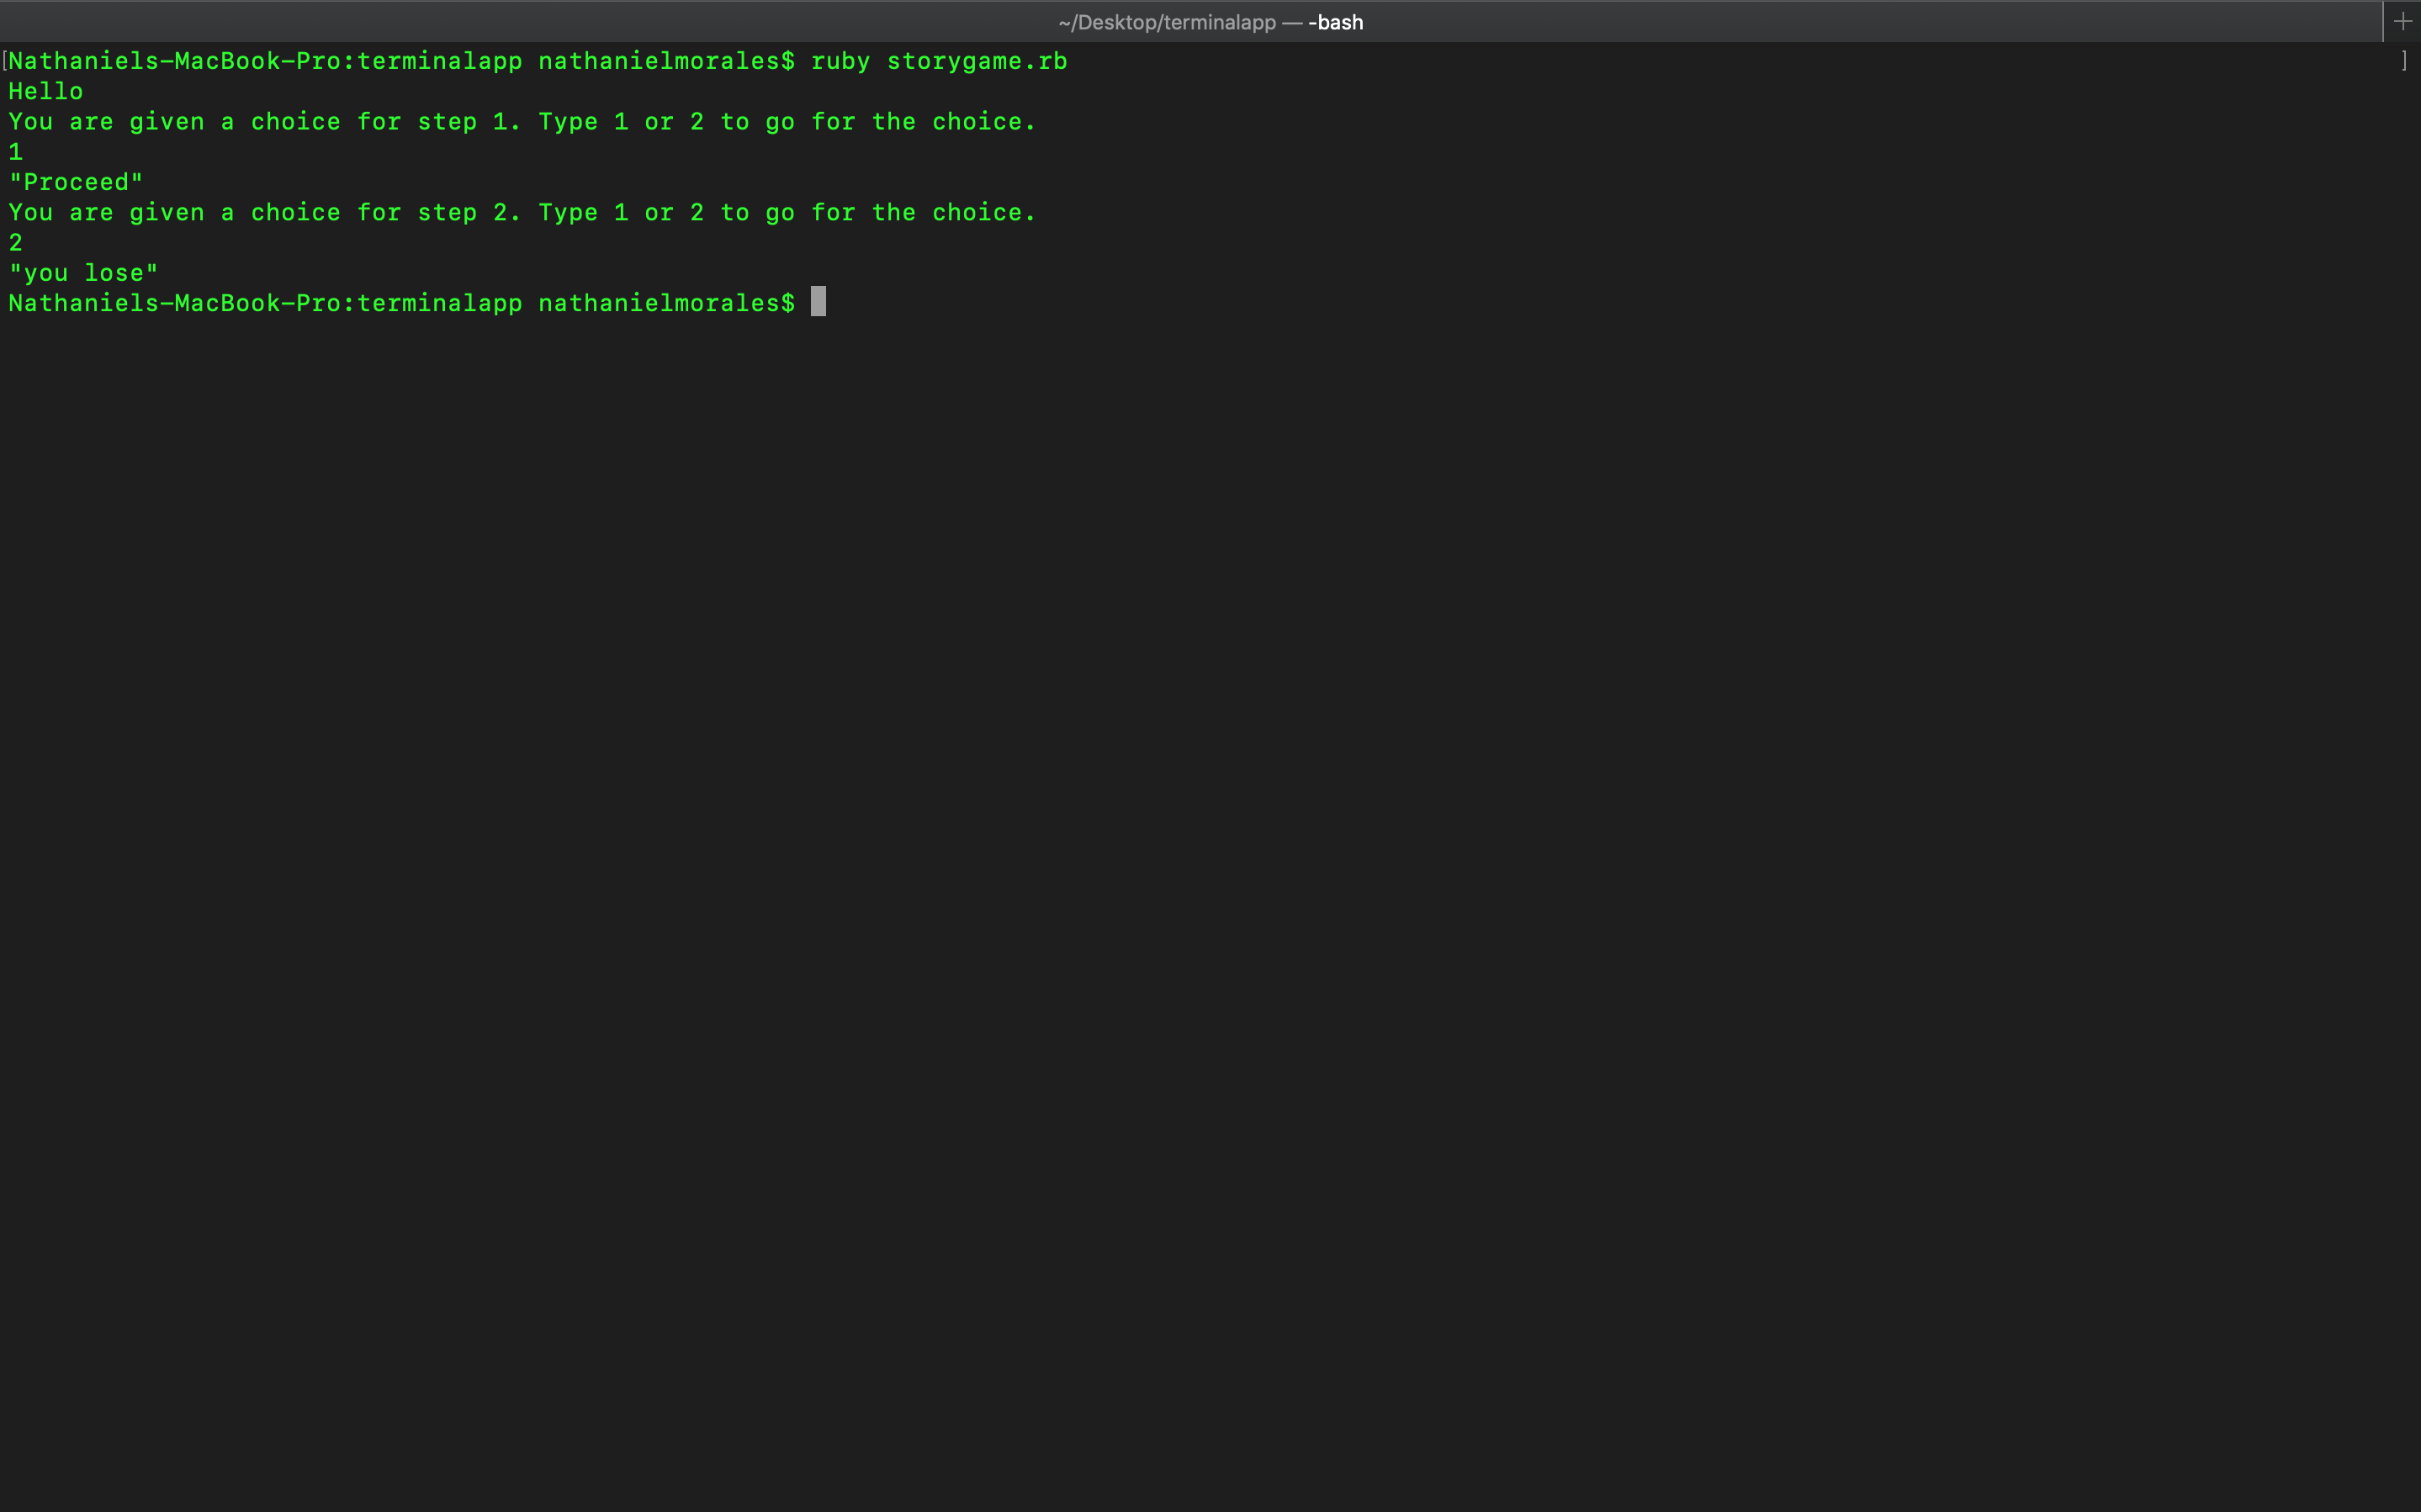 ~/Desktop/terminalapp — -bash
[Nathaniels-MacBook-Pro:terminalapp nathanielmorales$ ruby storygame.rb ]
Hello
You are given a choice for step 1. Type 1 or 2 to go for the choice.
1
"Proceed"
You are given a choice for step 2. Type 1 or 2 to go for the choice.
2
"you lose"
Nathaniels-MacBook-Pro:terminalapp nathanielmorales$